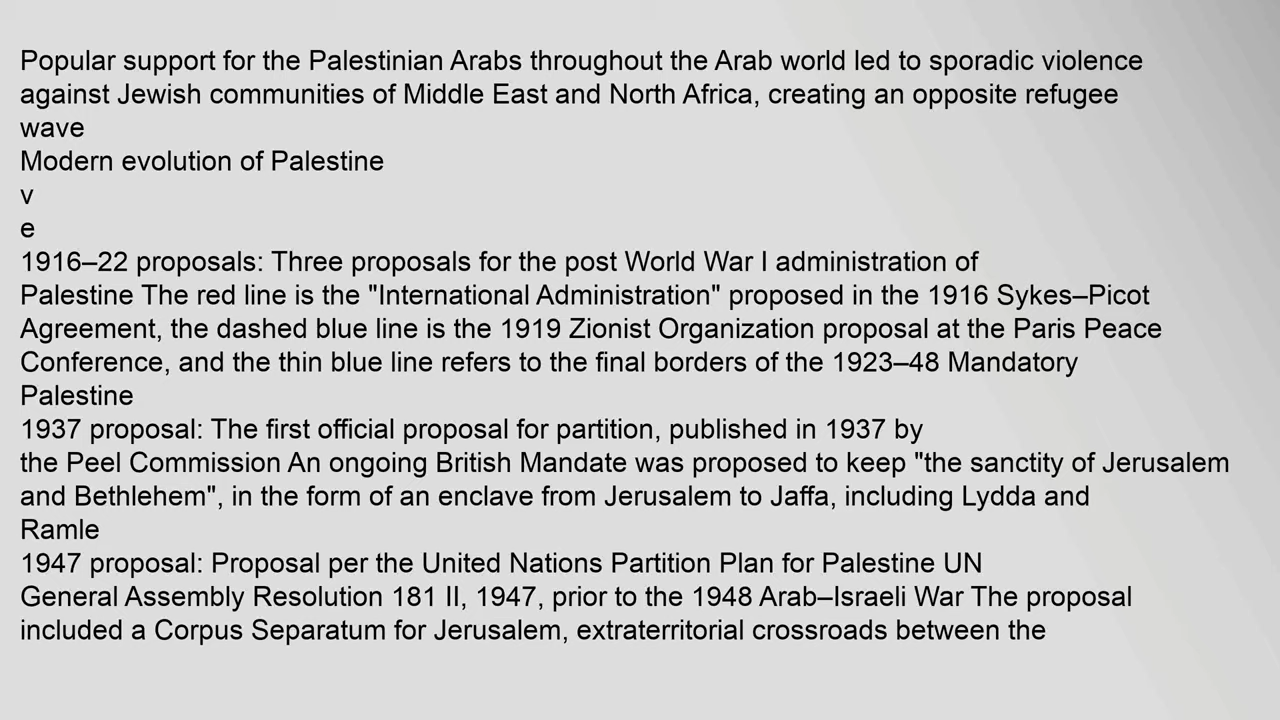 Popular support for the Palestinian Arabs throughout the Arab world led to sporadic violence
against Jewish communities of Middle East and North Africa, creating an opposite refugee
wave
Modern evolution of Palestine
v
e
1916–22 proposals: Three proposals for the post World War I administration of
Palestine The red line is the "International Administration" proposed in the 1916 Sykes–Picot
Agreement, the dashed blue line is the 1919 Zionist Organization proposal at the Paris Peace
Conference, and the thin blue line refers to the final borders of the 1923–48 Mandatory
Palestine
1937 proposal: The first official proposal for partition, published in 1937 by
the Peel Commission An ongoing British Mandate was proposed to keep "the sanctity of Jerusalem
and Bethlehem", in the form of an enclave from Jerusalem to Jaffa, including Lydda and
Ramle
1947 proposal: Proposal per the United Nations Partition Plan for Palestine UN
General Assembly Resolution 181 II, 1947, prior to the 1948 Arab–Israeli War The proposal
included a Corpus Separatum for Jerusalem, extraterritorial crossroads between the